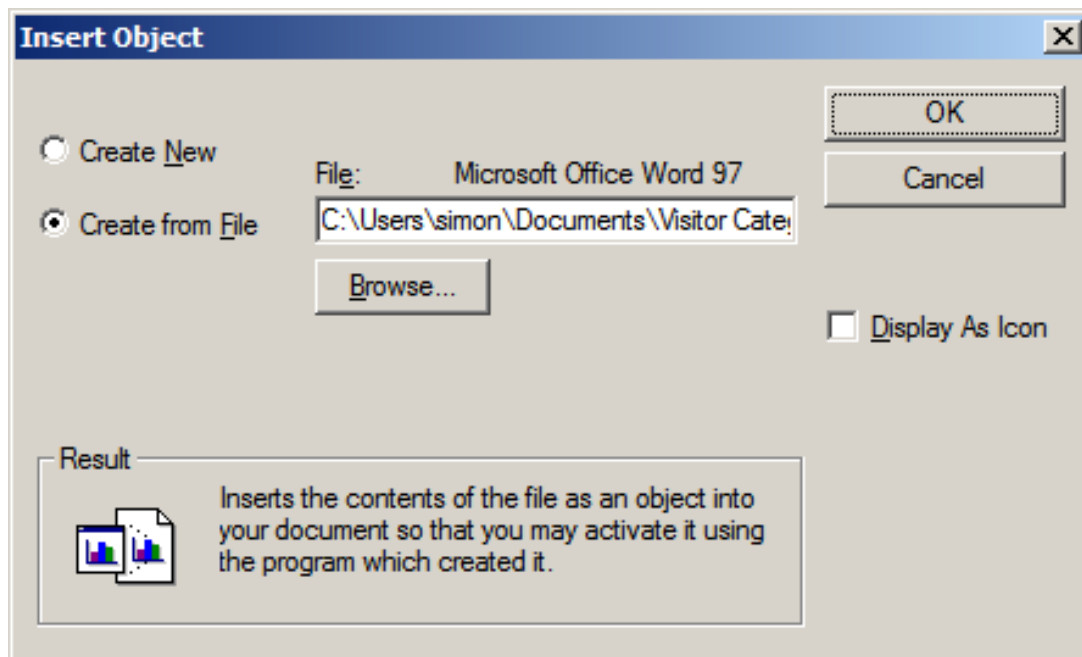 Insert Object
Create New
Create from File
File: Microsoft Office Word 97
C:\Users\simon\Documents\Visitor Categ
Browse...
OK
Cancel
Display As Icon
Result
Inserts the contents of the file as an object into
your document so that you may activate it using
the program which created it.